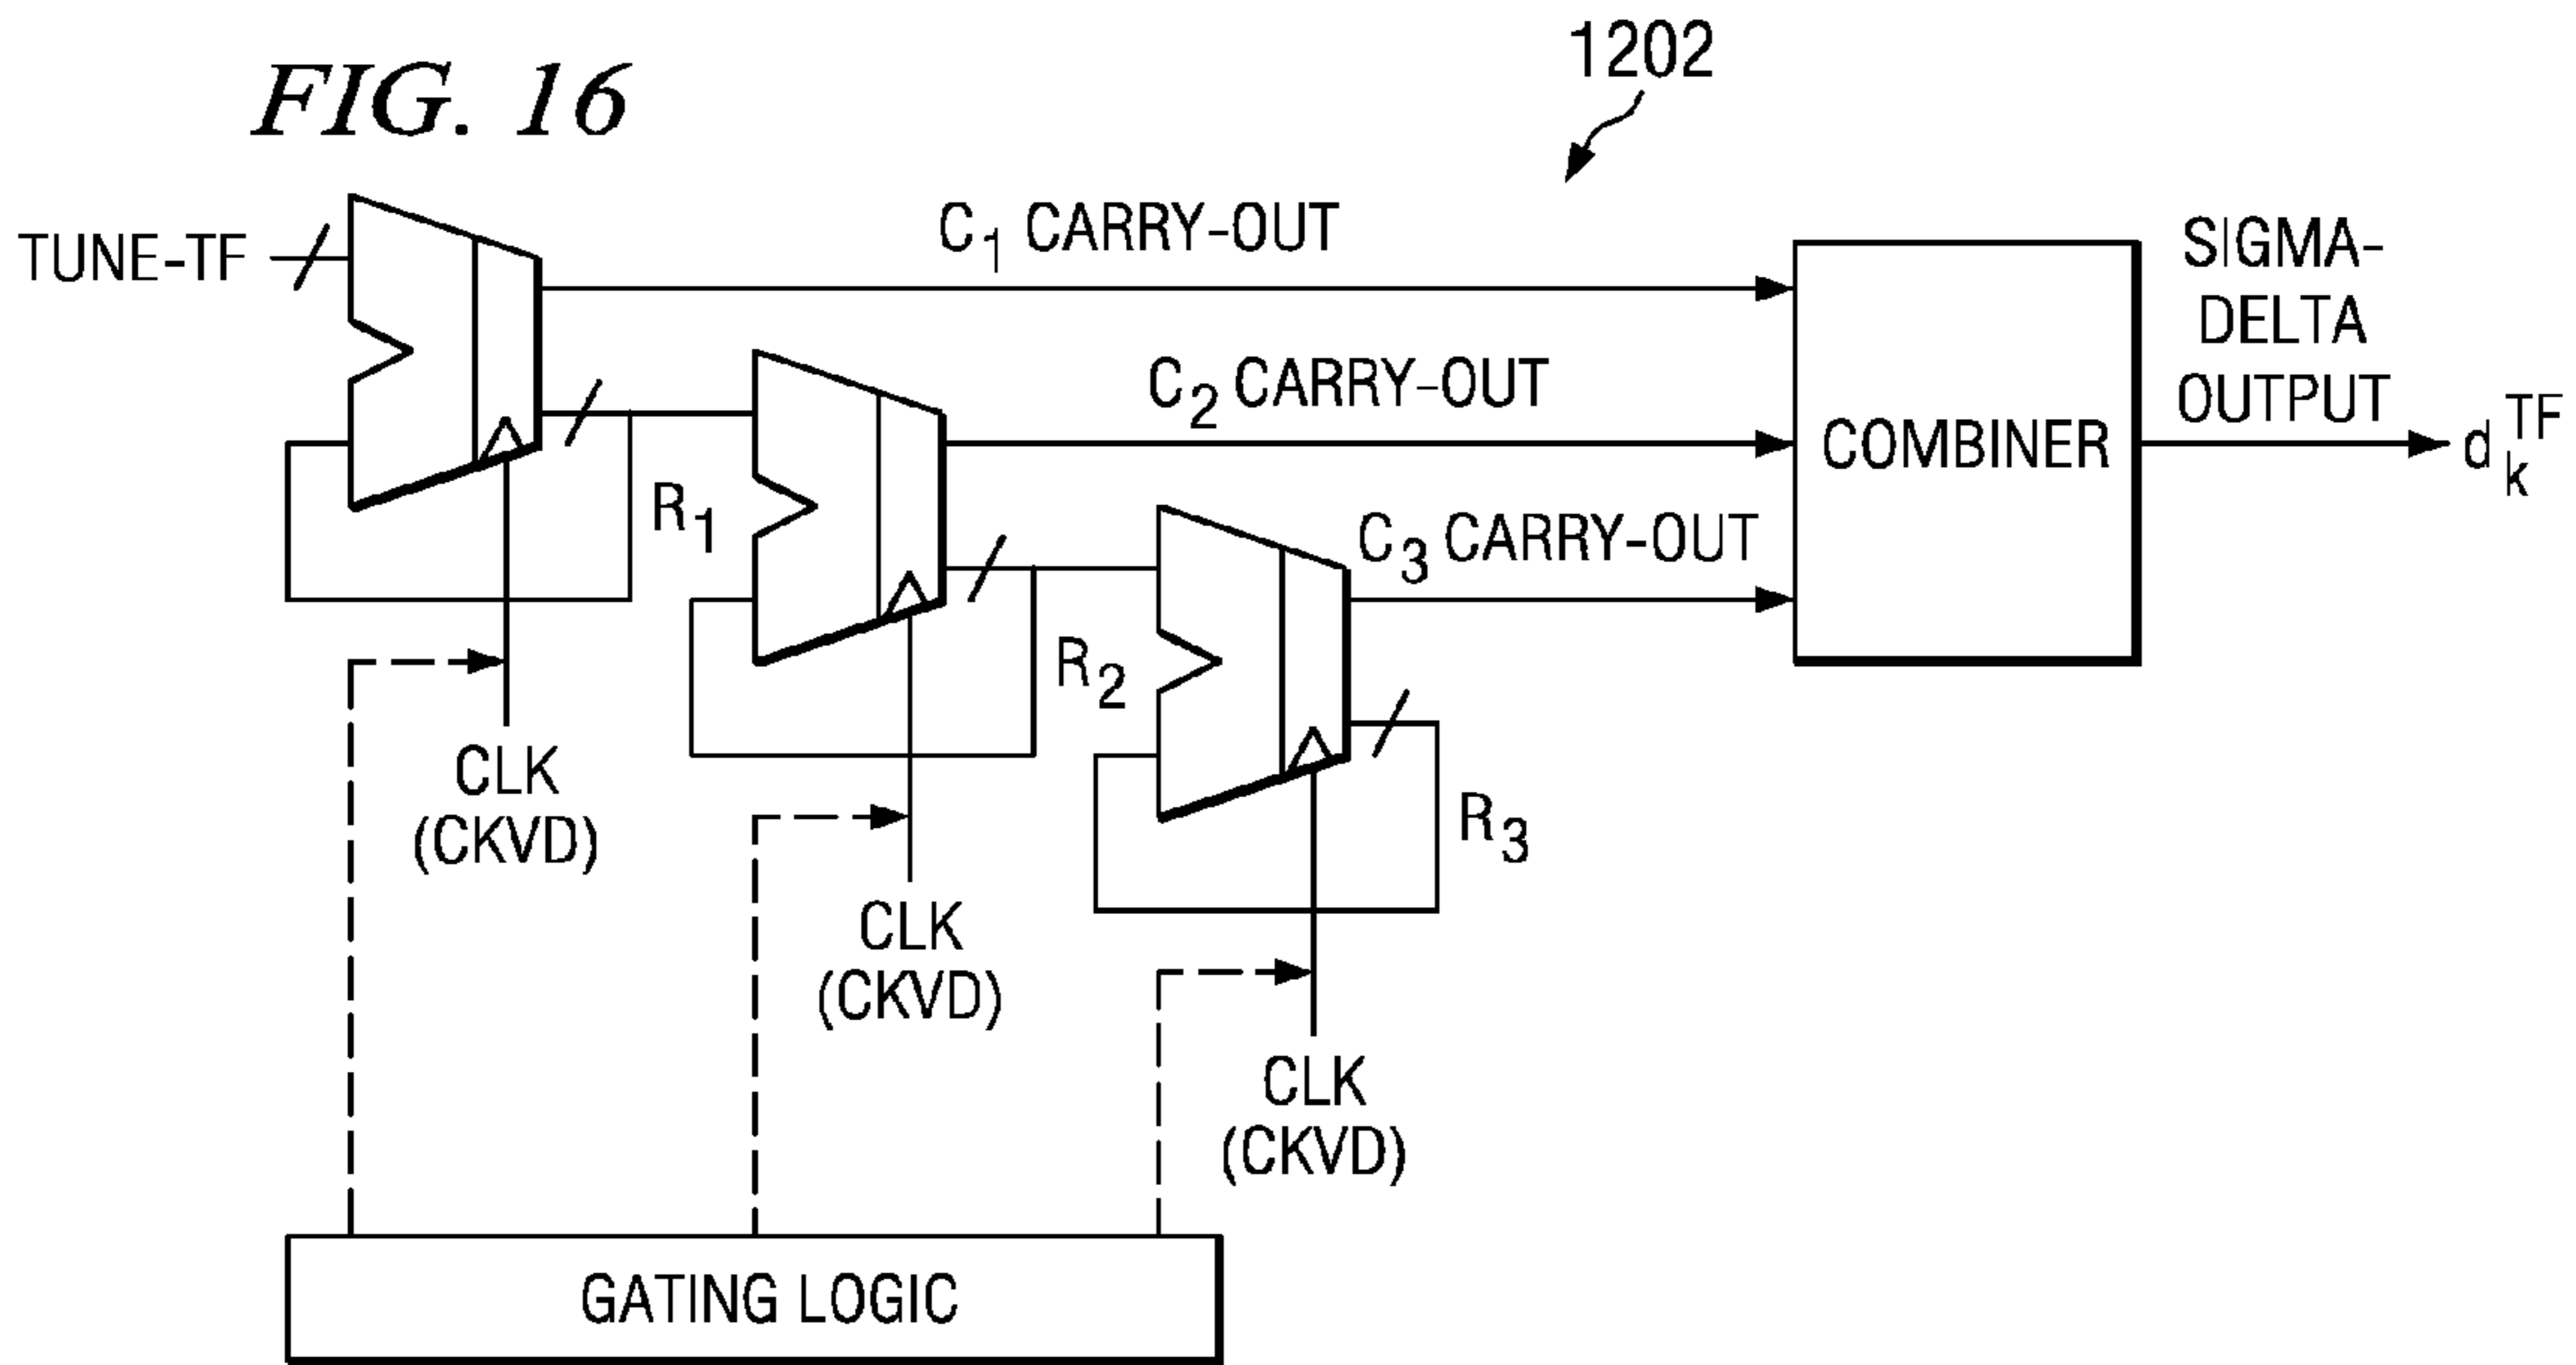 FIG. 16
1202
TUNE-TF
C1 CARRY-OUT
C2 CARRY-OUT
C3 CARRY-OUT
COMBINER
SIGMA-
DELTA
OUTPUT
d k TF
R1
R2
R3
CLK
(CKVD)
CLK
(CKVD)
CLK
(CKVD)
GATING LOGIC